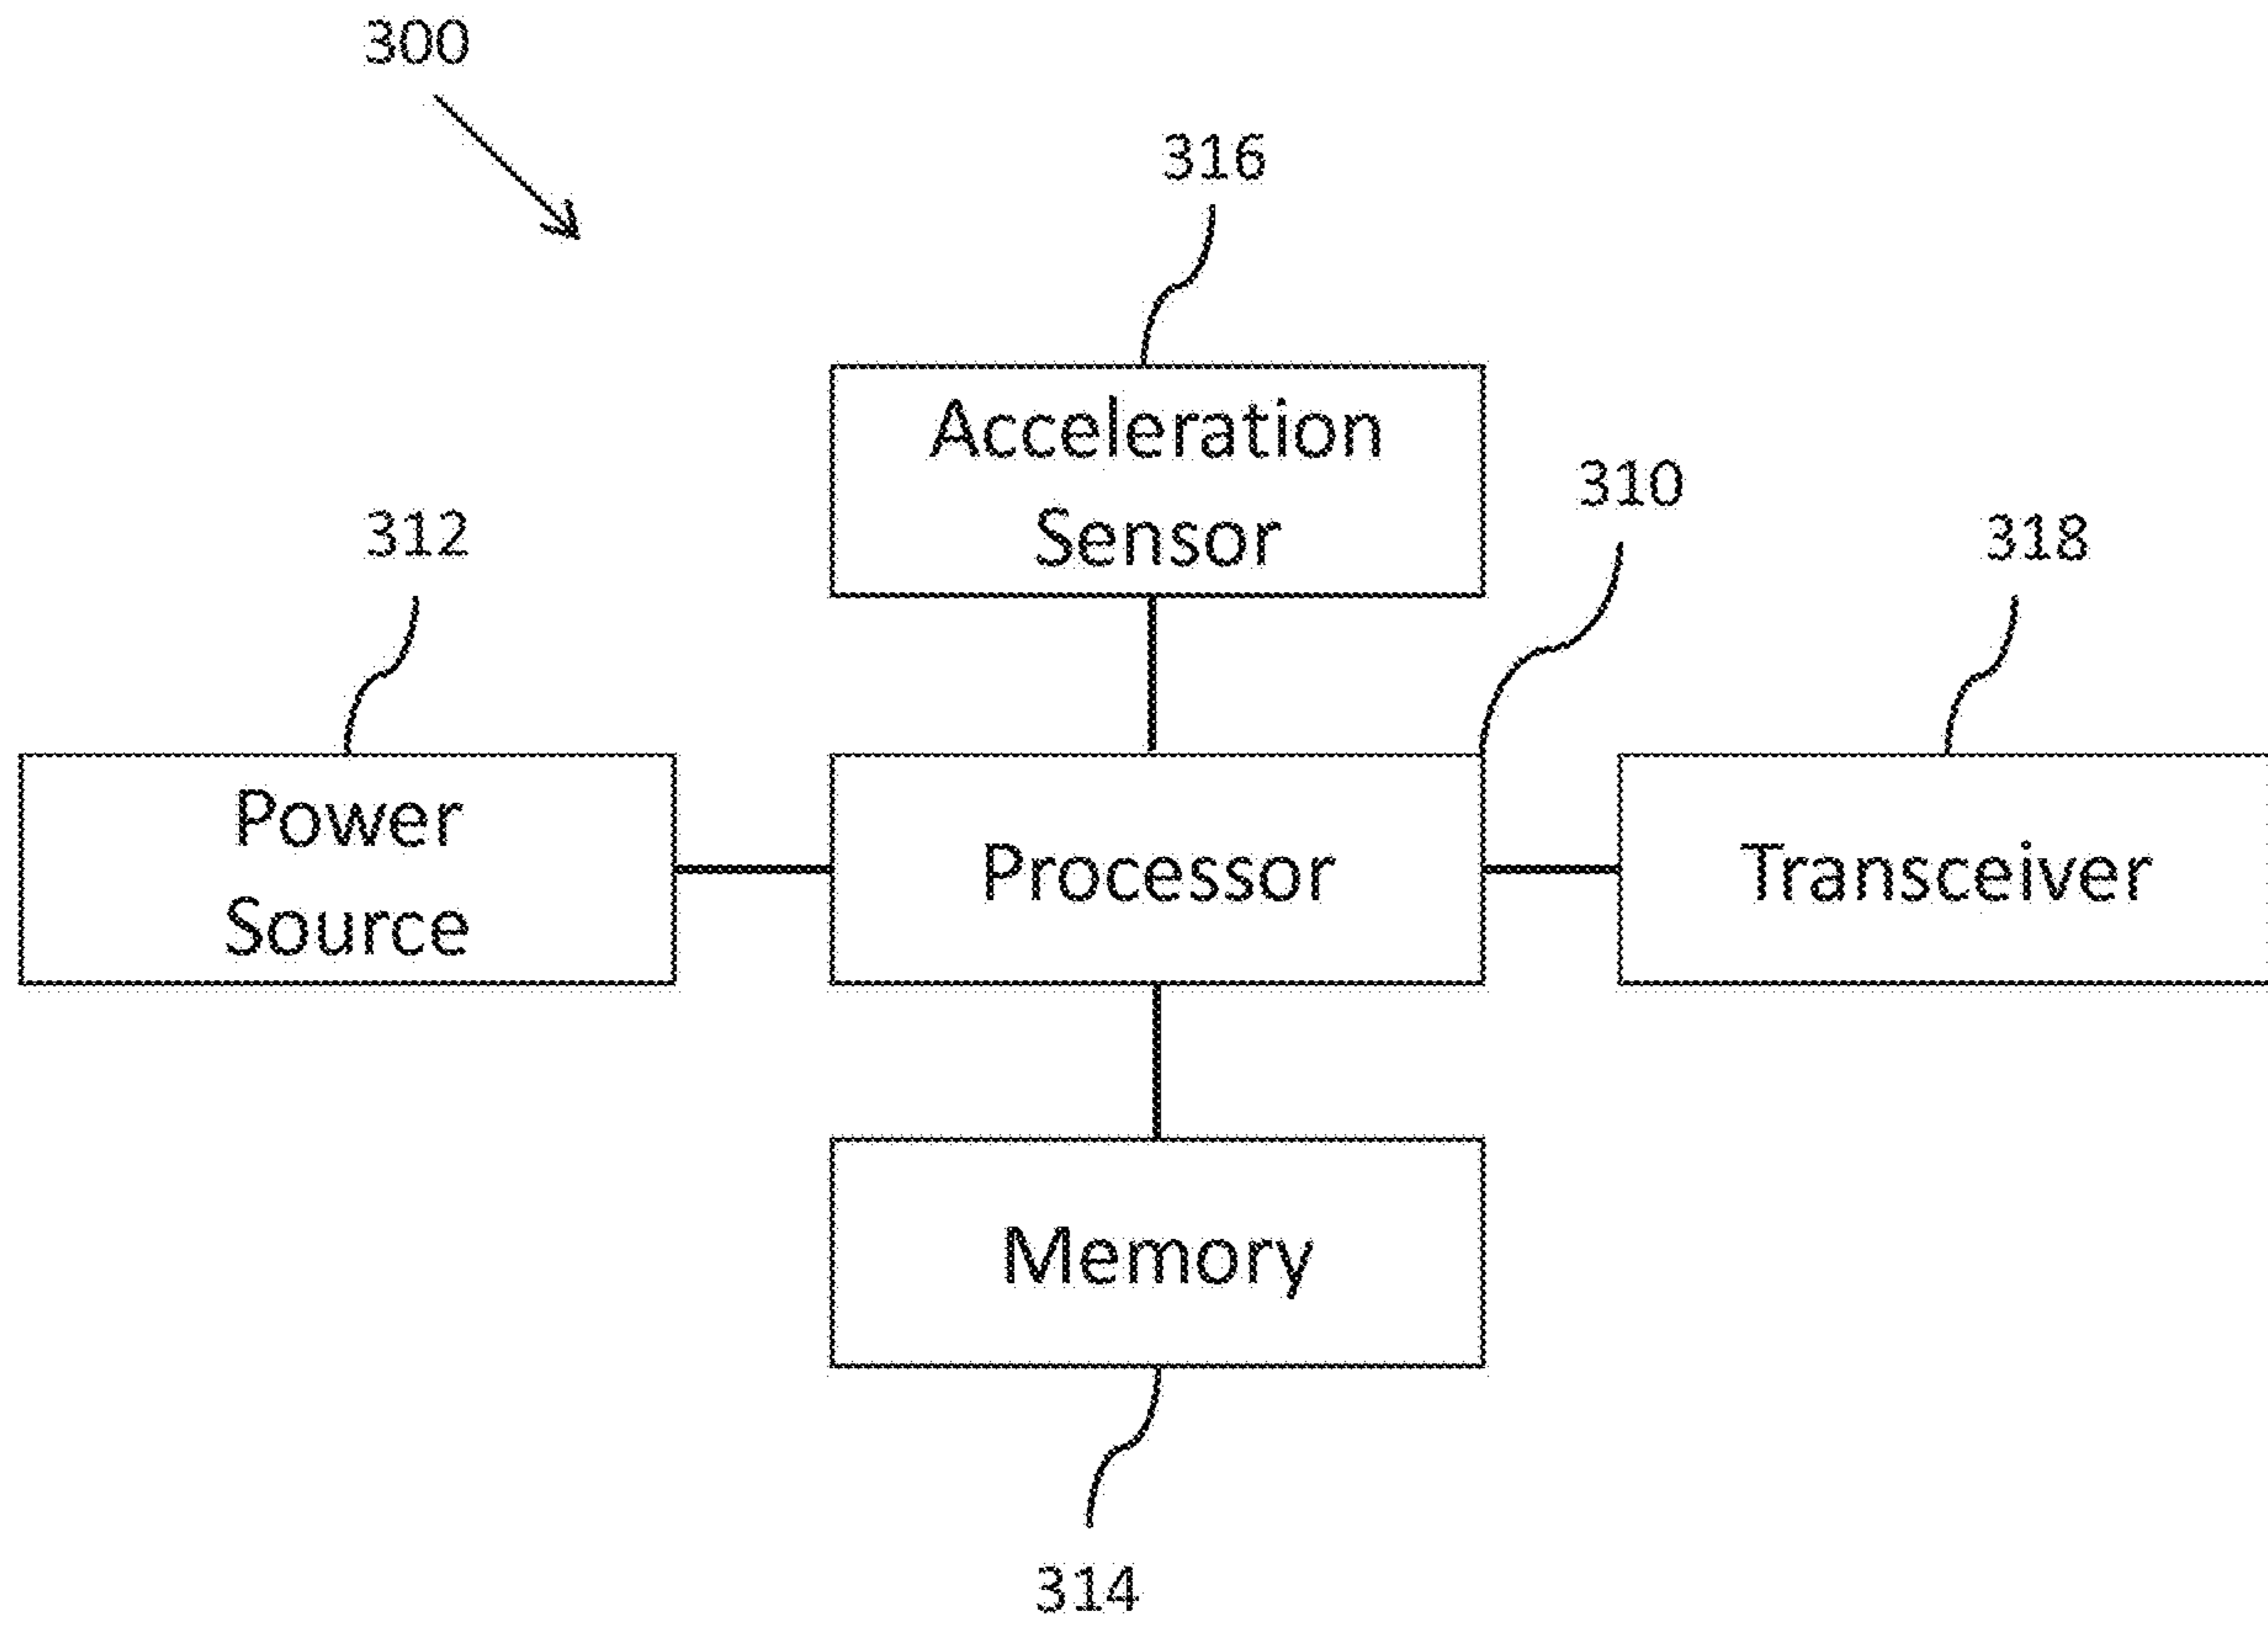 300
316
Acceleration
Sensor
310
312
318
Power
Source
Processor
Transceiver
Memory
314